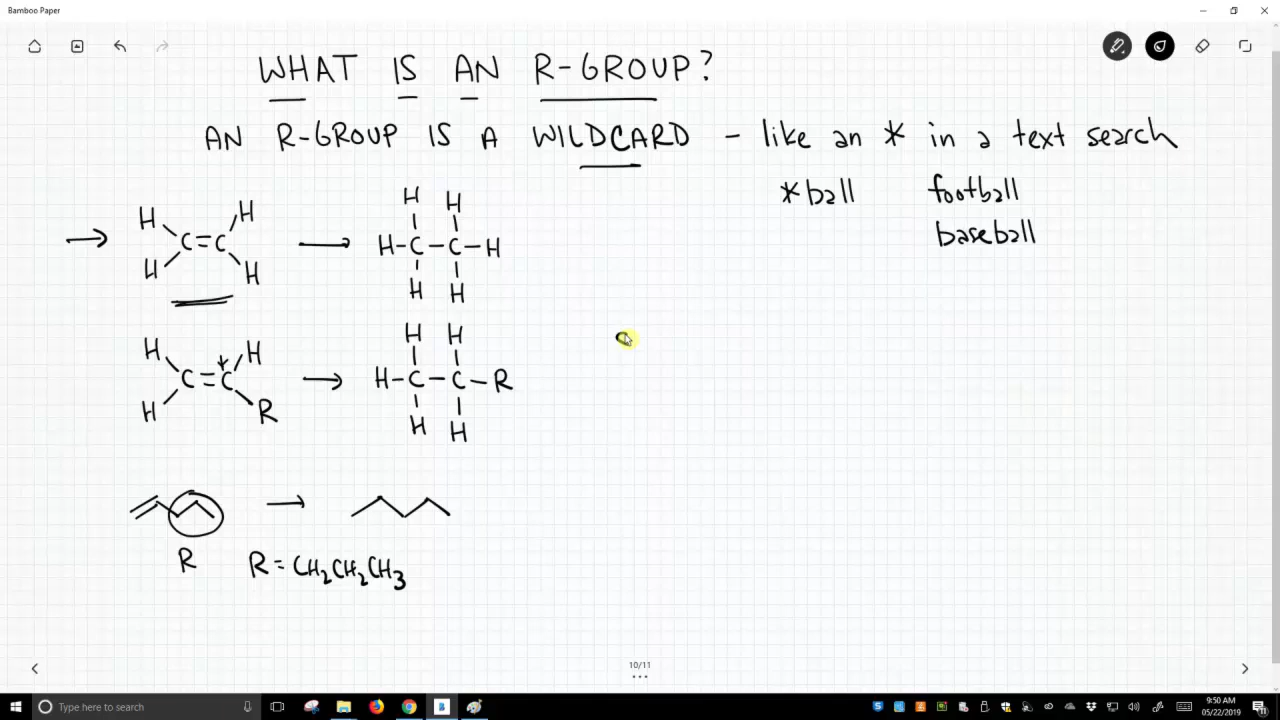 Bamboo Paper
WHAT IS AN R-GROUP?
AN R-GROUP IS A WILDCARD - like an * in a text search
*ball football
baseball
H H → H H
C=C H-C-C-H
H H H H
H H → H H
C=C H-C-C-R
H R H H
R R = CH₂CH₂CH₃
10/11
Type here to search
9:50 AM
05/22/2019